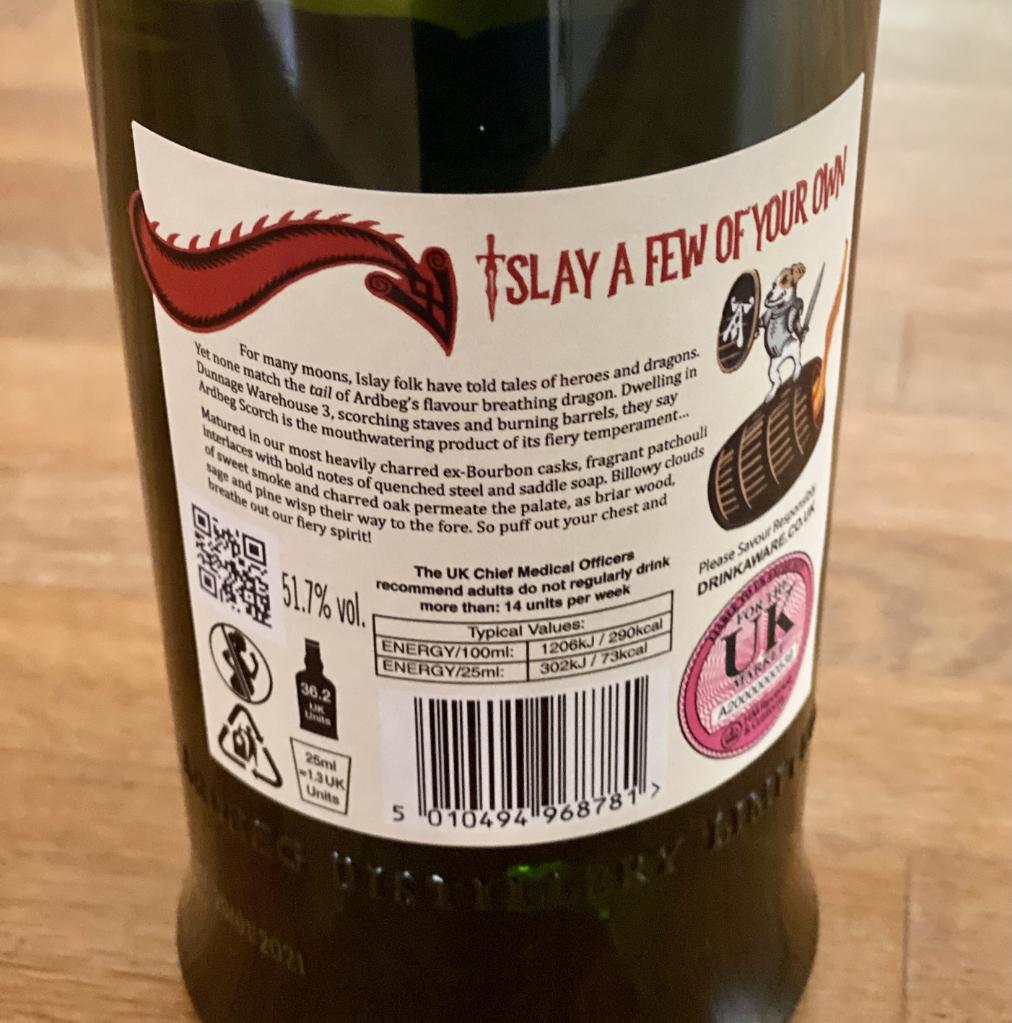 ISLAY A FEW OF YOUR OWN
For many moons, Islay folk have told tales of heroes and dragons.
Yet none match the tail of Ardbeg's flavour breathing dragon. Dwelling in
Dunnage Warehouse 3, scorching staves and burning barrels, they say
Ardbeg Scorch is the mouthwatering product of its fiery temperament...
Matured in our most heavily charred ex-Bourbon casks, fragrant patchouli
interlaces with bold notes of quenched steel and saddle soap. Billowy clouds
of sweet smoke and charred oak permeate the palate, as briar wood,
sage and pine wisp their way to the fore. So puff out your chest and
breathe out our fiery spirit!
51.7% vol.
The UK Chief Medical Officers
recommend adults do not regularly drink
more than: 14 units per week
Typical Values:
ENERGY/100ml: 1206kJ / 290kcal
ENERGY/25ml: 302kJ / 73kcal
Please Savour Responsibly
DRINKAWARE.CO.UK
FOR THE
UK
MARKET
36.2
UK
Units
25ml
=1.3 UK
Units
5 010494 968781 >
DISTILLERY
2021